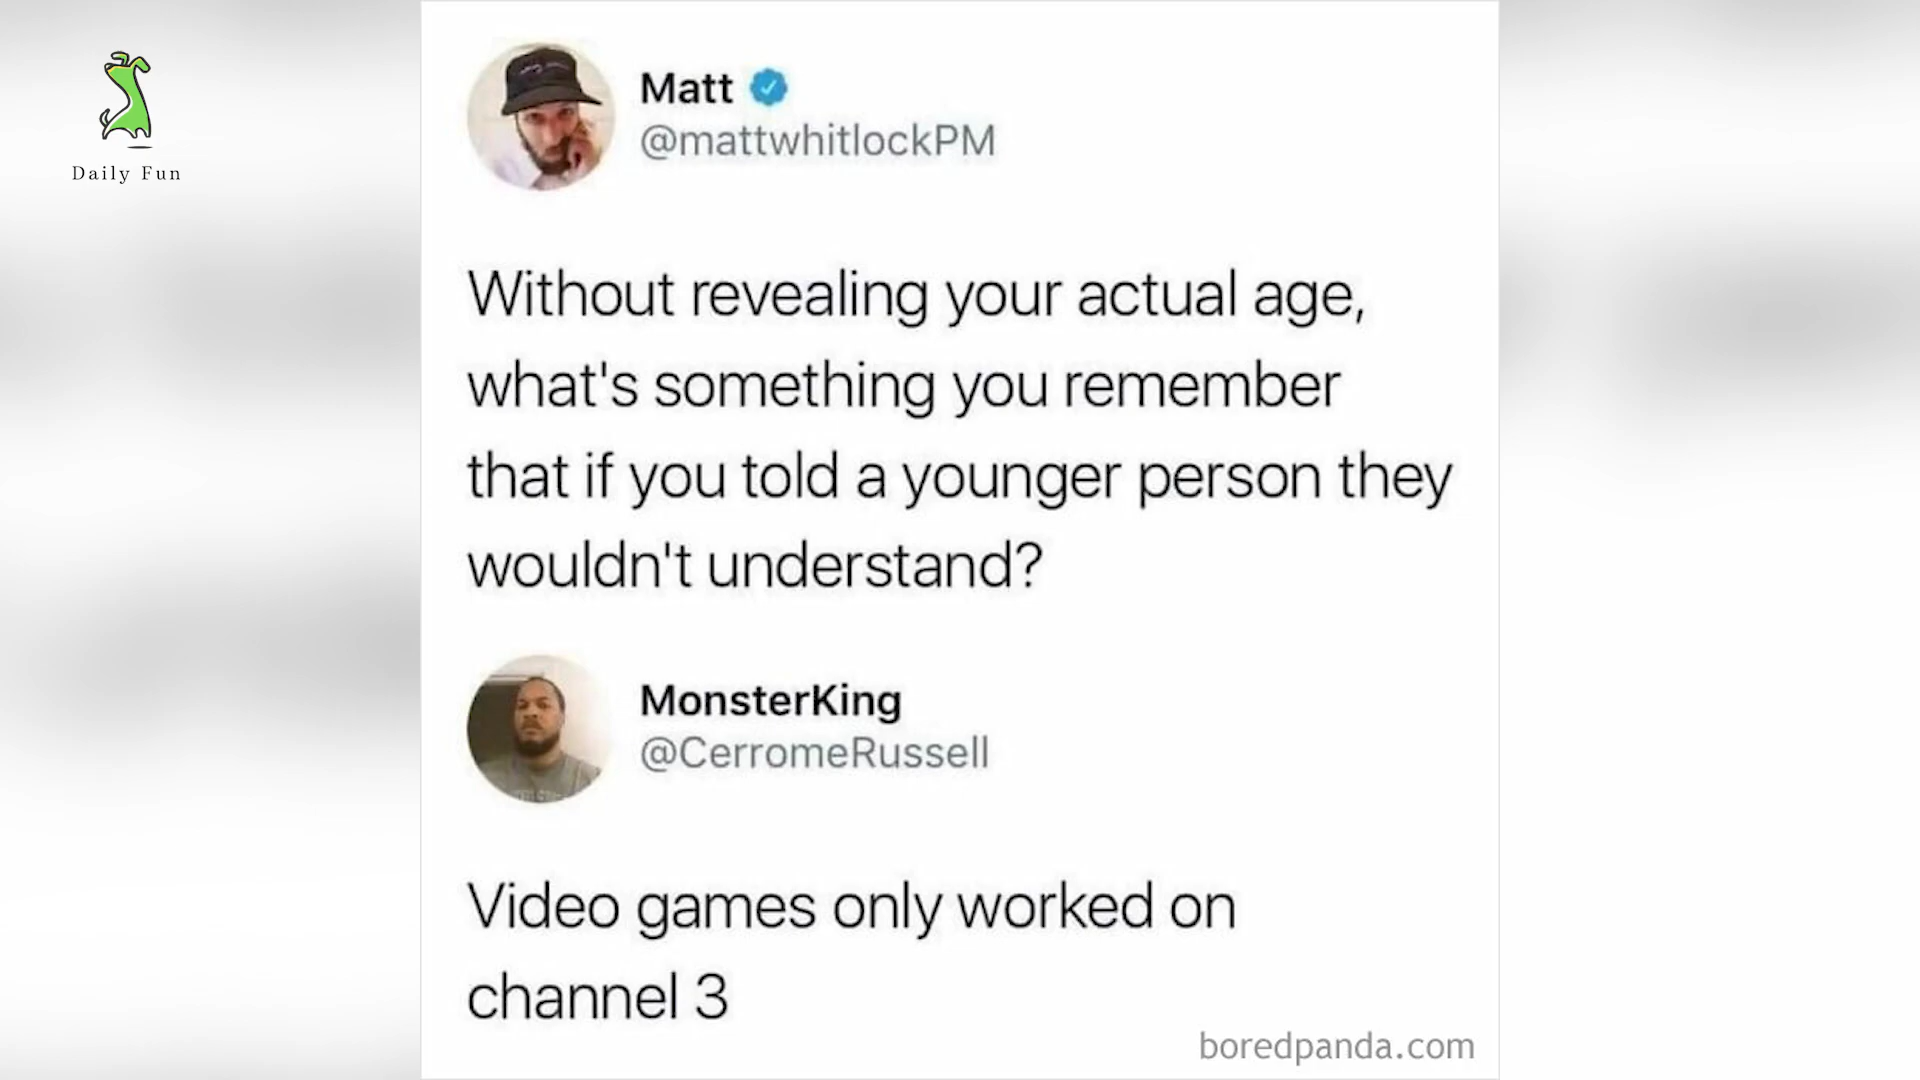 Daily Fun
Matt
@mattwhitlockPM
Without revealing your actual age,
what's something you remember
that if you told a younger person they
wouldn't understand?
MonsterKing
@CerromeRussell
Video games only worked on
channel 3
boredpanda.com